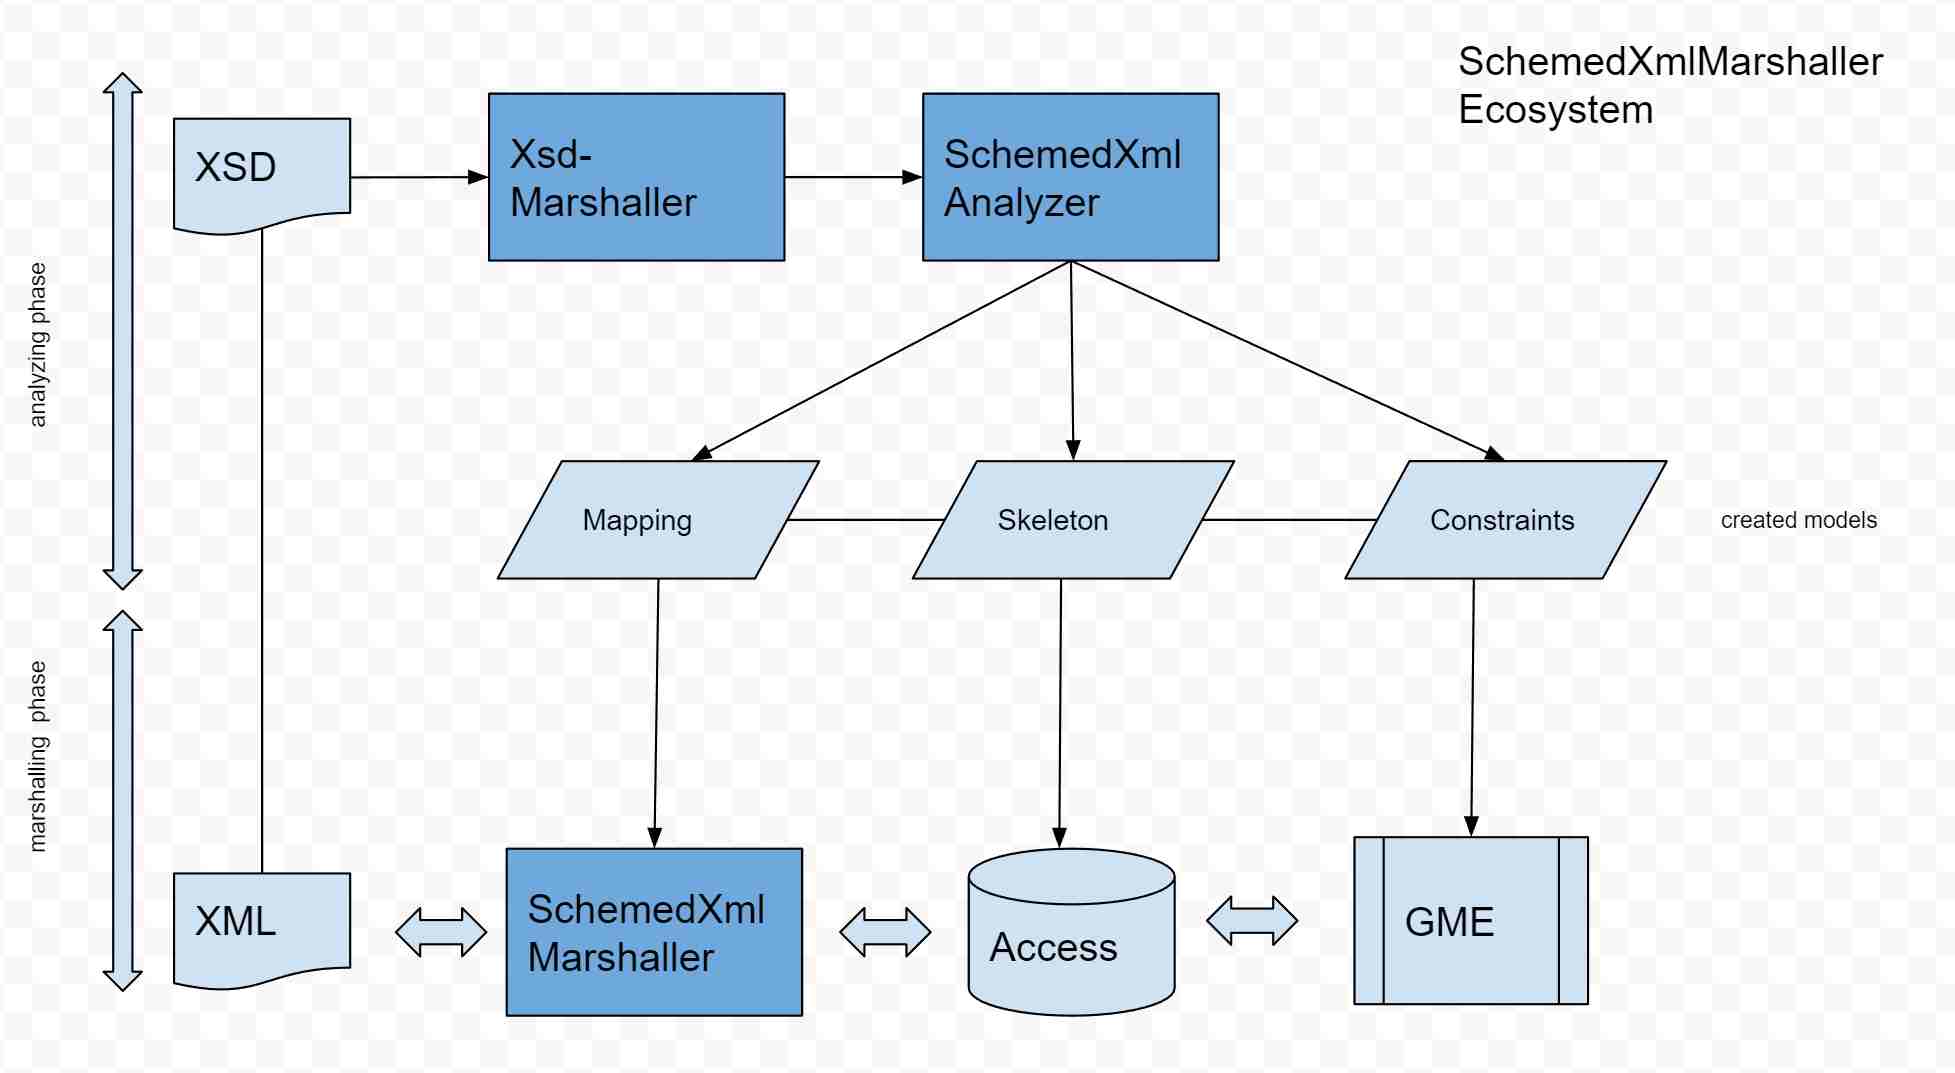 SchemedXmlMarshaller
Ecosystem
XSD
Xsd-
Marshaller
SchemedXml
Analyzer
analyzing phase
Mapping
Skeleton
Constraints
created models
marshalling phase
XML
SchemedXml
Marshaller
Access
GME